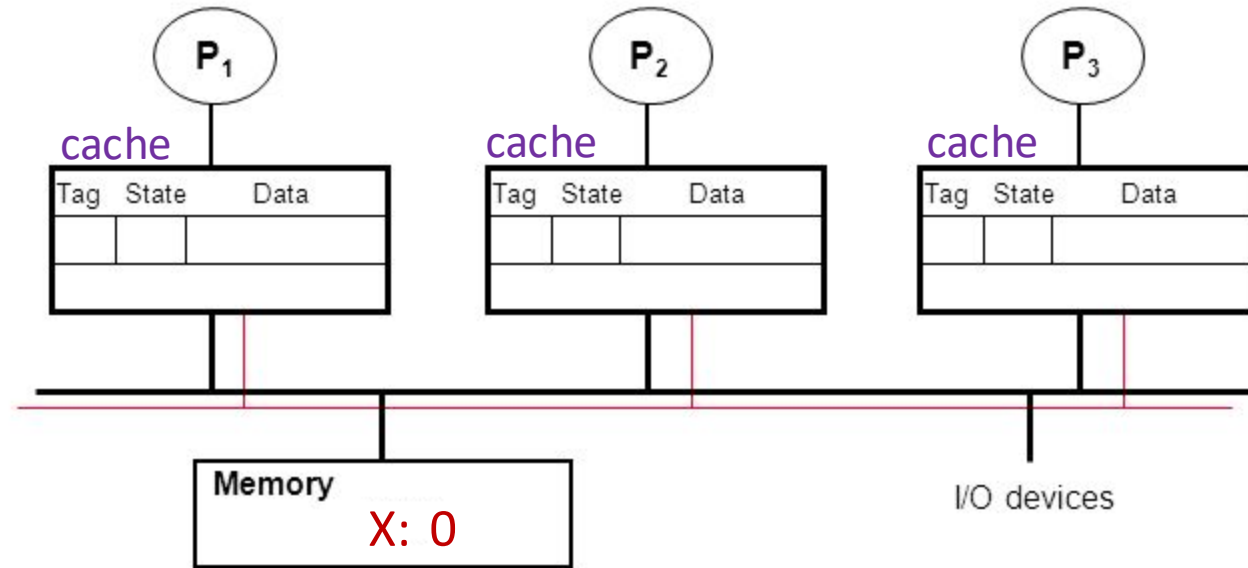 P1 P2 P3
cache cache cache
Tag State Data Tag State Data Tag State Data
Memory
X: 0
I/O devices